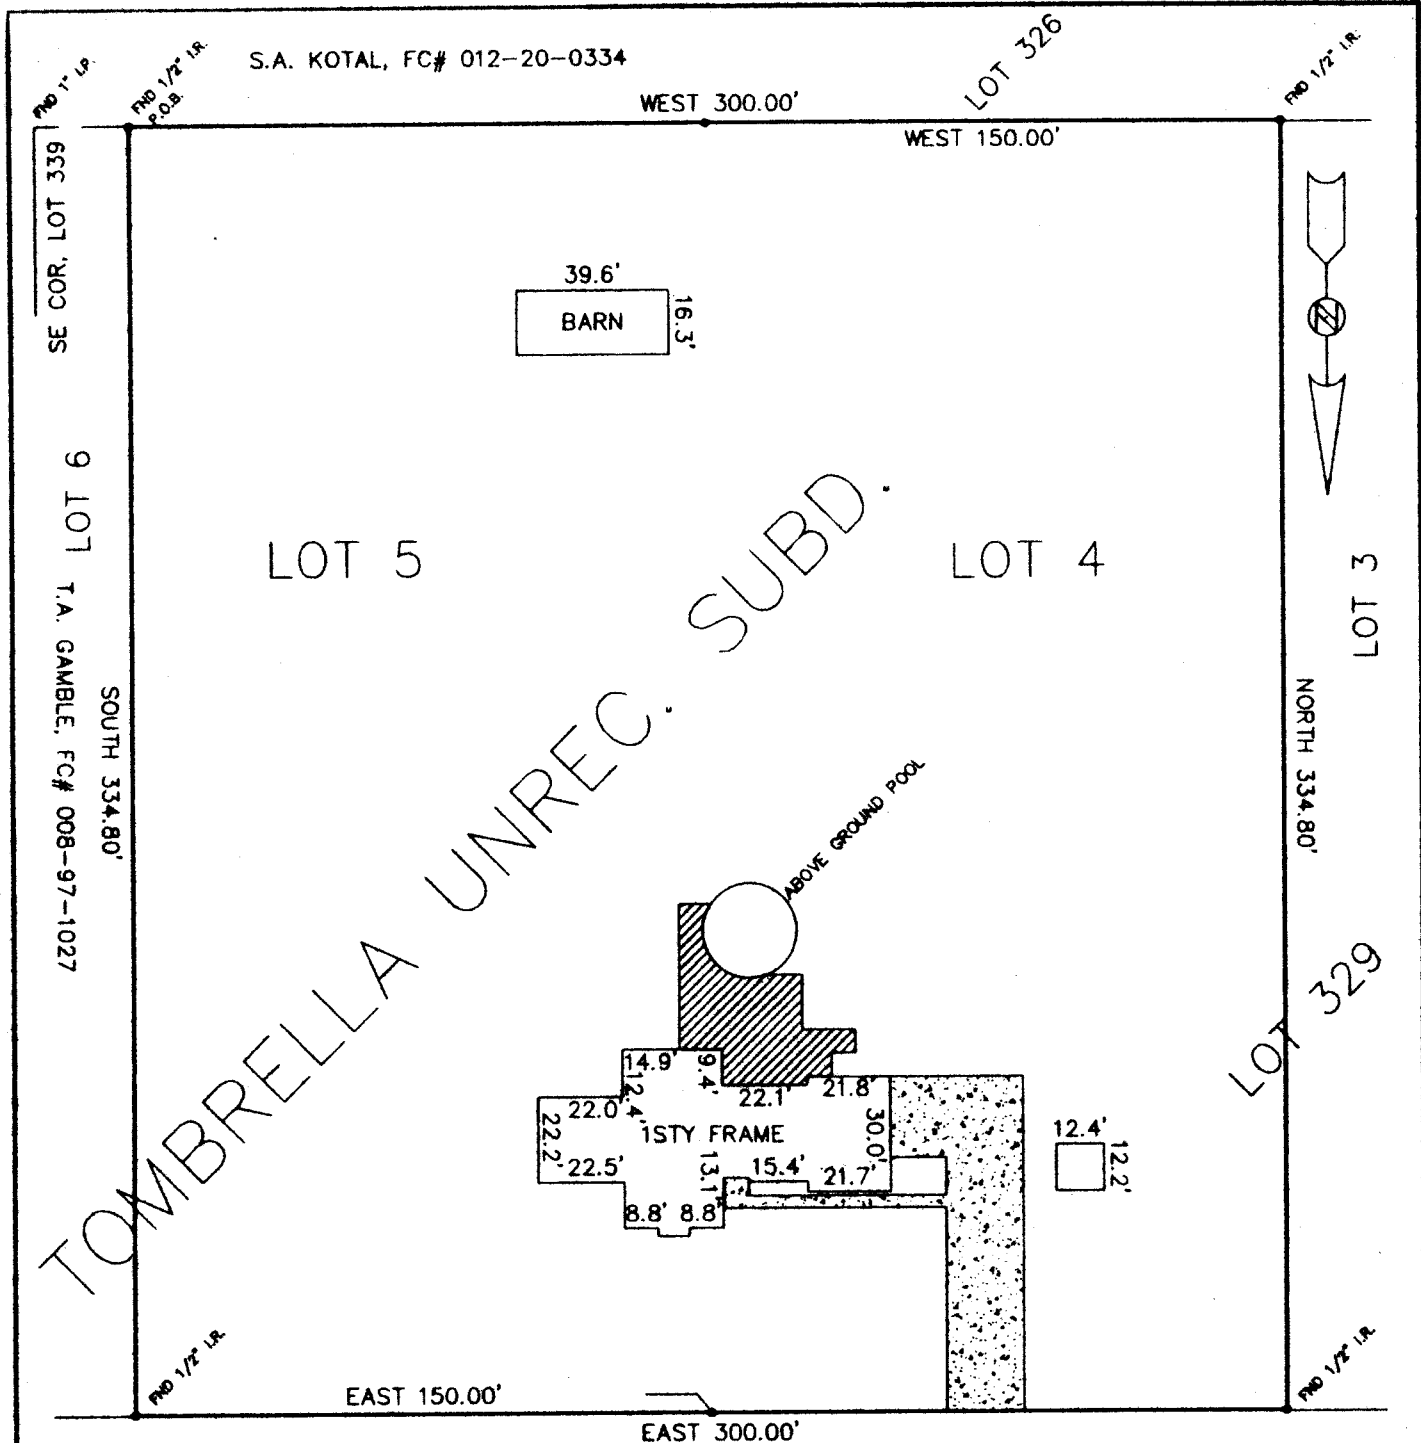 S.A. KOTAL, FC# 012-20-0334
LOT 326
FND 1" I.P.
FND 1/2" I.R.
P.O.B.
FND 1/2" I.R.
WEST 300.00'
WEST 150.00'
SE COR, LOT 339
39.6'
BARN
16.3'
N
LOT 6
T.A. GAMBLE, FC# 008-97-1027
LOT 5
LOT 4
LOT 3
TOMBRELLA UNREC. SUBD.
SOUTH 334.80'
NORTH 334.80'
ABOVE GROUND POOL
LOT 329
14.9'
9.4'
12.4'
22.1'
21.8'
22.0'
22.2'
1STY FRAME
30.0'
22.5'
13.1'
15.4'
21.7'
12.4'
12.2'
8.8'
8.8'
FND 1/2" I.R.
FND 1/2" I.R.
EAST 150.00'
EAST 300.00'